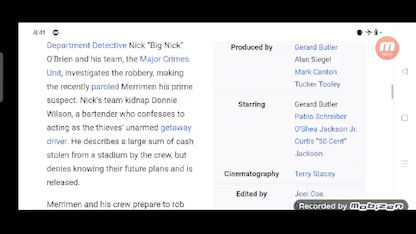 8:41
Department Detective Nick "Big Nick"
O'Brien and his team, the Major Crimes
Unit, investigates the robbery, making
the recently paroled Merrimen his prime
suspect. Nick's team kidnap Donnie
Wilson, a bartender who confesses to
acting as the thieves' unarmed getaway
driver. He describes a large sum of cash
stolen from a stadium by the crew, but
denies knowing their future plans and is
released.
Merrimen and his crew prepare to rob
Produced by
Gerard Butler
Alan Siegel
Mark Canton
Tucker Tooley
Starring
Gerard Butler
Pablo Schreiber
O'Shea Jackson Jr.
Curtis "50 Cent"
Jackson
Cinematography
Terry Stacey
Edited by
Joel Cox
Recorded by Mobizen